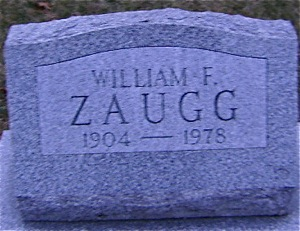 WILLIAM F.
ZAUGG
1904 — 1978